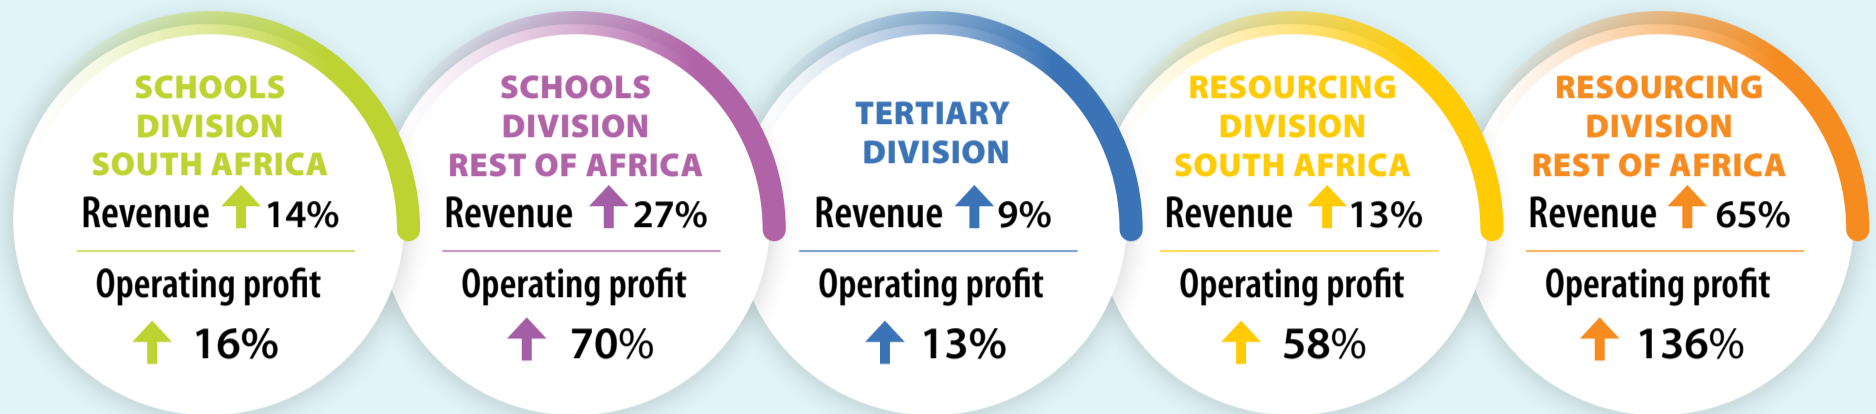 SCHOOLS
DIVISION
SOUTH AFRICA
Revenue 14%
Operating profit
16%
SCHOOLS
DIVISION
REST OF AFRICA
Revenue 27%
Operating profit
70%
TERTIARY
DIVISION
Revenue 9%
Operating profit
13%
RESOURCING
DIVISION
SOUTH AFRICA
Revenue 13%
Operating profit
58%
RESOURCING
DIVISION
REST OF AFRICA
Revenue 65%
Operating profit
136%